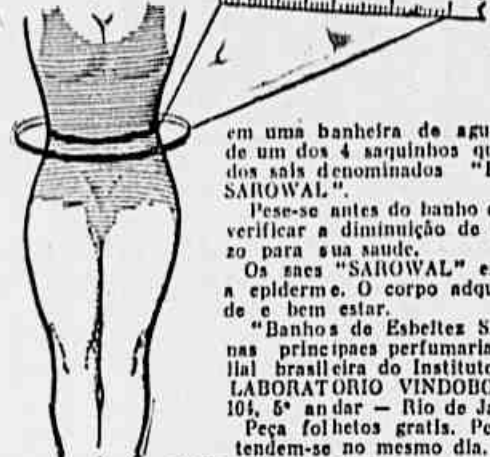 em uma banheira de agu
de um dos 4 saquinhos qu
dos sais denominados "
SAROWAL".
Pese-se antes do banho e
verificar a diminuição de
zo para sua saude.
Os saes "SAROWAL" e
a epiderme. O corpo adqu
de e bem estar.
"Banhos de Esbeltez S
nas principaes perfumaria
lial brasileira do Instituto
LABORATORIO VINDOBO
104, 5º andar — Rio de Ja
Peça folhetos gratis. Pe
tendem-se no mesmo dia.